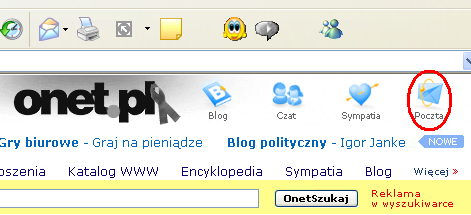 onet.pl
Blog Czat Sympatia Poczta
Gry biurowe - Graj na pieniądze Blog polityczny - Igor Janke NOWE
oszenia Katalog WWW Encyklopedia Sympatia Blog Więcej »
OnetSzukaj Reklama
w wyszukiwarce